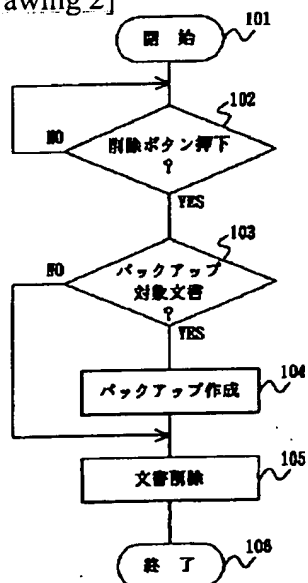 awing 2]
開始
101
102
削除ボタン押下
?
NO
YES
103
バックアップ
対象文書
?
NO
YES
104
バックアップ作成
105
文書削除
終了
106